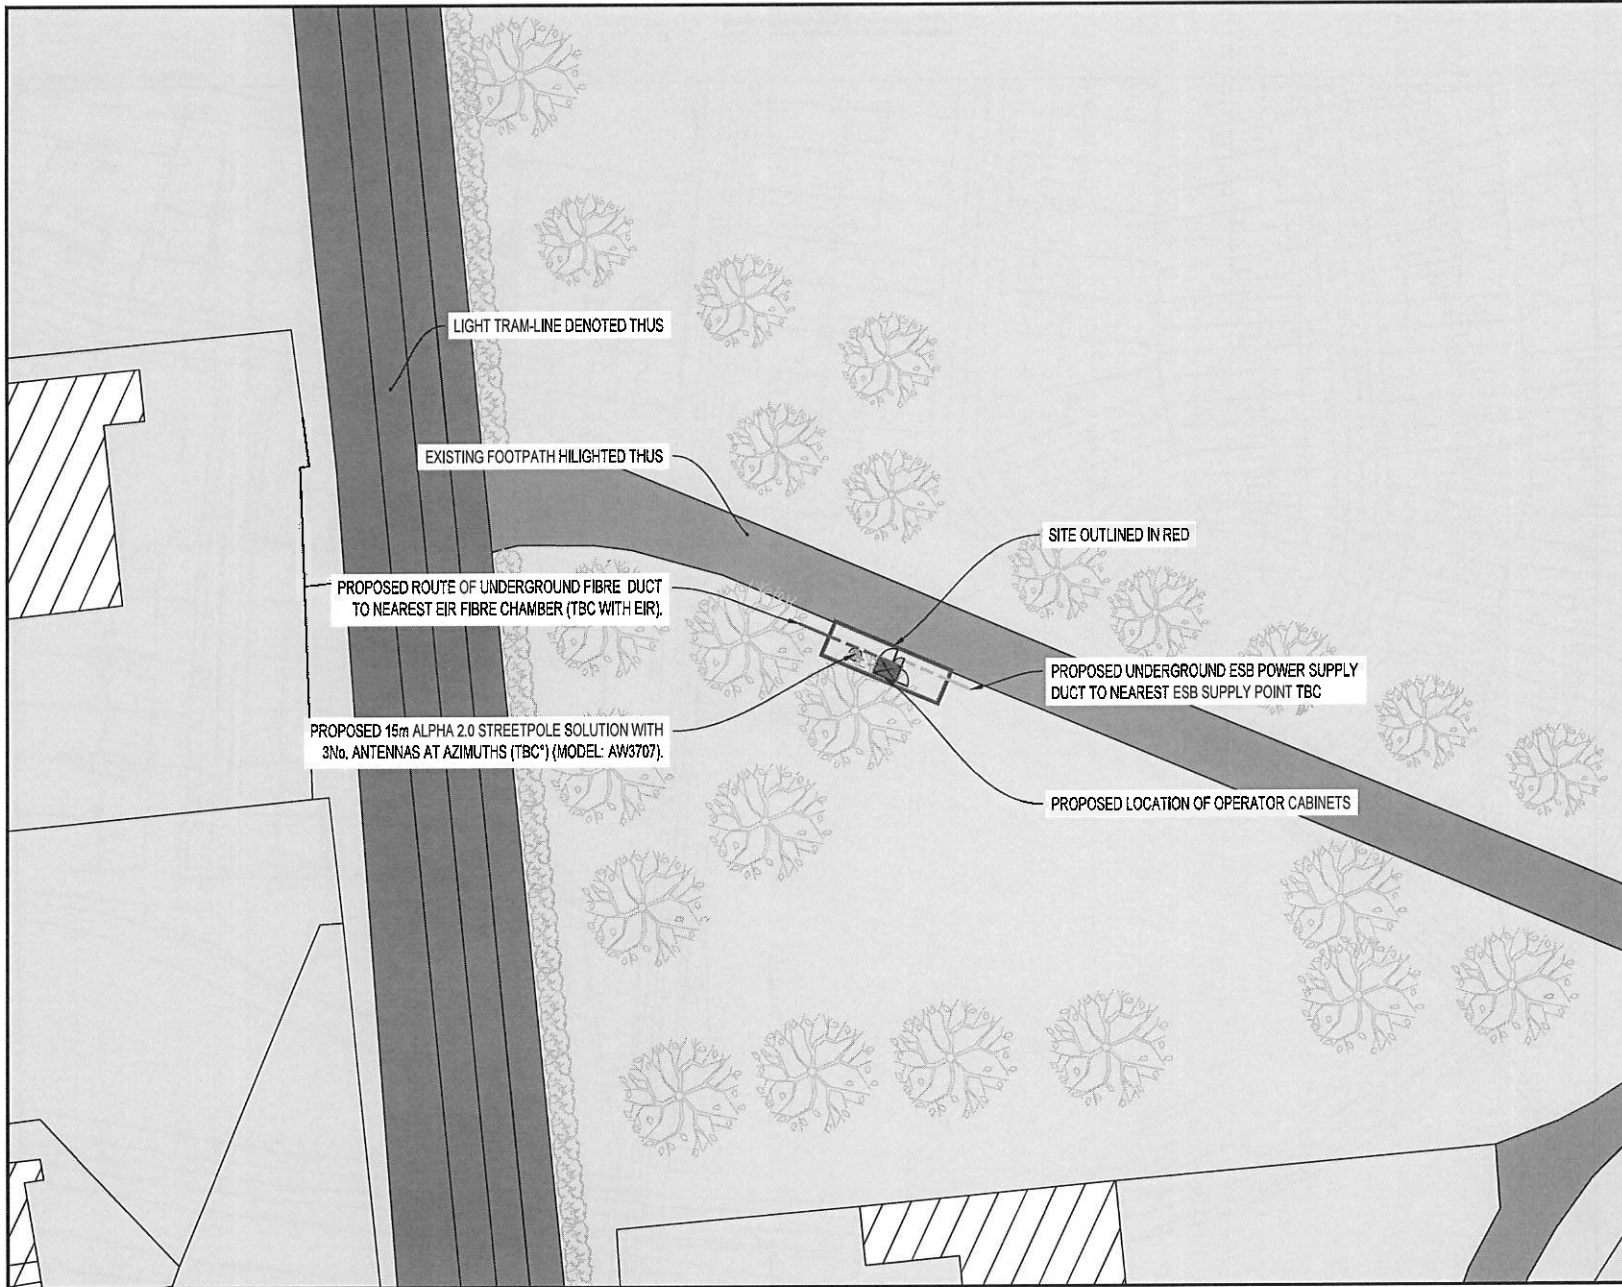 LIGHT TRAM-LINE DENOTED THUS
EXISTING FOOTPATH HILIGHTED THUS
SITE OUTLINED IN RED
PROPOSED ROUTE OF UNDERGROUND FIBRE DUCT
TO NEAREST EIR FIBRE CHAMBER (TBC WITH EIR).
PROPOSED UNDERGROUND ESB POWER SUPPLY
DUCT TO NEAREST ESB SUPPLY POINT TBC
PROPOSED 15m ALPHA 2.0 STREETPOLE SOLUTION WITH
3No. ANTENNAS AT AZIMUTHS (TBC°) (MODEL: AW3707).
PROPOSED LOCATION OF OPERATOR CABINETS